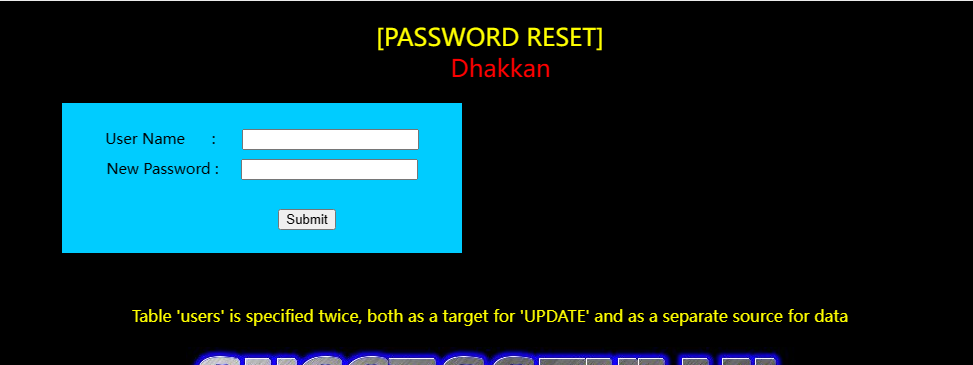 [PASSWORD RESET]
Dhakkan
User Name :
New Password :
Submit
Table 'users' is specified twice, both as a target for 'UPDATE' and as a separate source for data